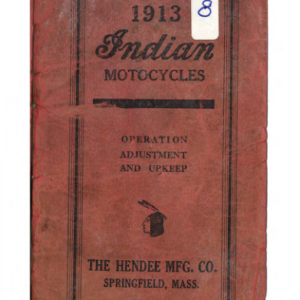 1913
8
Indian
MOTOCYCLES
OPERATION
ADJUSTMENT
AND UPKEEP
THE HENDEE MFG. CO.
SPRINGFIELD, MASS.